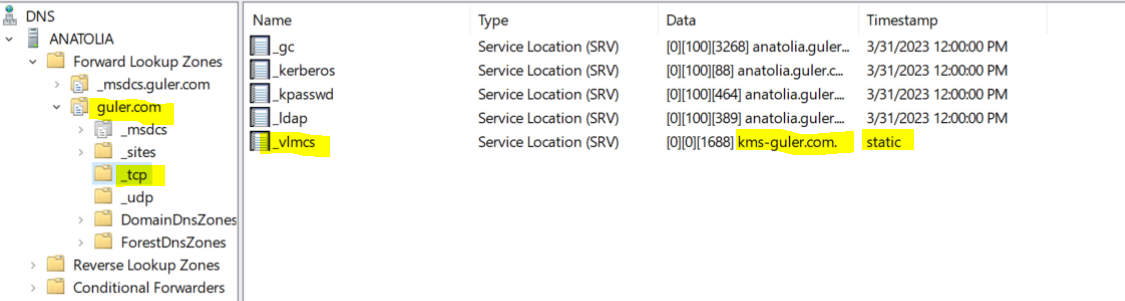 DNS
ANATOLIA
Forward Lookup Zones
_msdcs.guler.com
guler.com
_msdcs
_sites
_tcp
_udp
DomainDnsZones
ForestDnsZones
Reverse Lookup Zones
Conditional Forwarders
Name Type Data Timestamp
_gc Service Location (SRV) [0][100][3268] anatolia.guler... 3/31/2023 12:00:00 PM
_kerberos Service Location (SRV) [0][100][88] anatolia.guler.c... 3/31/2023 12:00:00 PM
_kpasswd Service Location (SRV) [0][100][464] anatolia.guler.... 3/31/2023 12:00:00 PM
_ldap Service Location (SRV) [0][100][389] anatolia.guler.... 3/31/2023 12:00:00 PM
_vlmcs Service Location (SRV) [0][0][1688] kms-guler.com. static